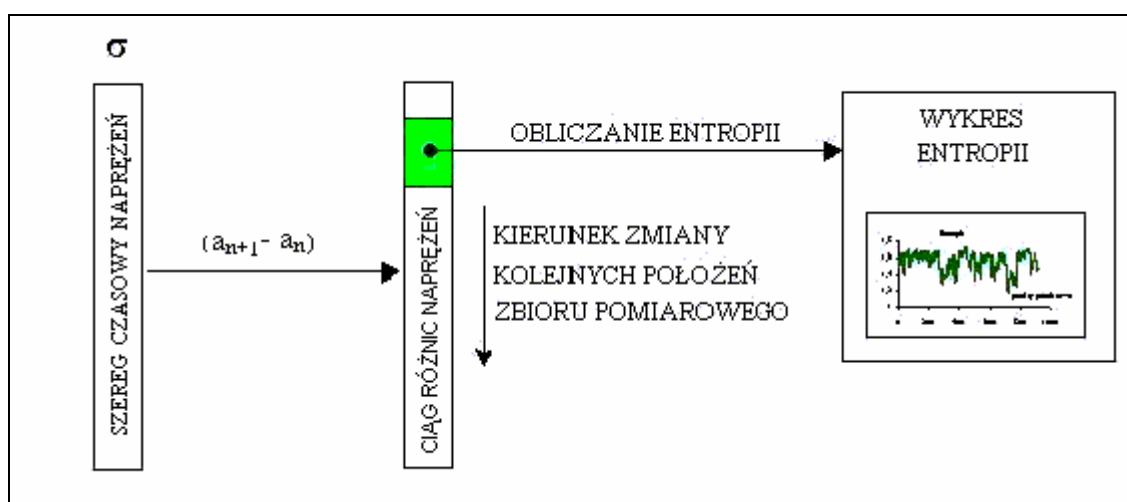 σ
SZEREG CZASOWY NAPRĘŻEŃ
(a_{n+1} - a_n)
CIĄG RÓŻNIC NAPRĘŻEŃ
OBLICZANIE ENTROPII
KIERUNEK ZMIANY
KOLEJNYCH POŁOŻEŃ
ZBIORU POMIAROWEGO
WYKRES
ENTROPII